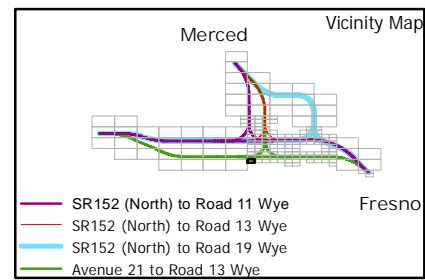 Vicinity Map
Merced
SR152 (North) to Road 11 Wye
Fresno
SR152 (North) to Road 13 Wye
SR152 (North) to Road 19 Wye
Avenue 21 to Road 13 Wye